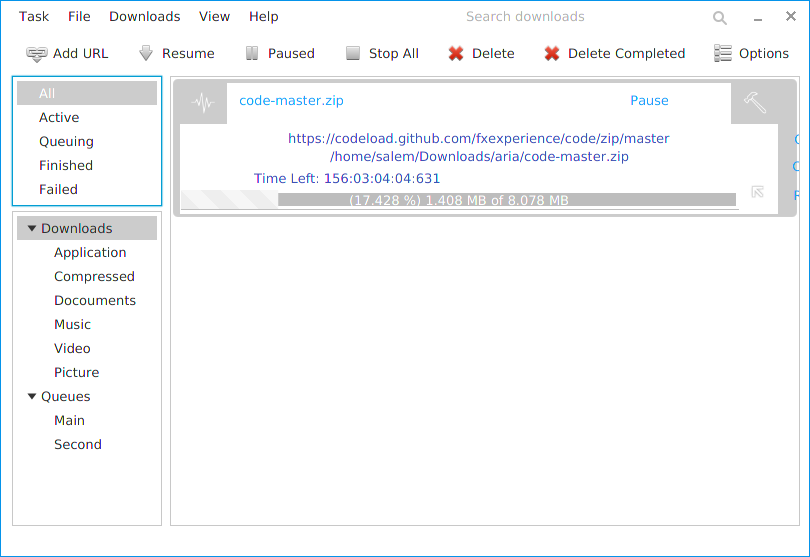 Task File Downloads View Help Search downloads
Add URL Resume Paused Stop All Delete Delete Completed Options
All
Active
Queuing
Finished
Failed
Downloads
Application
Compressed
Docouments
Music
Video
Picture
Queues
Main
Second
code-master.zip Pause
https://codeload.github.com/fxexperience/code/zip/master
/home/salem/Downloads/aria/code-master.zip
Time Left: 156:03:04:04:631
(17.428 %) 1.408 MB of 8.078 MB